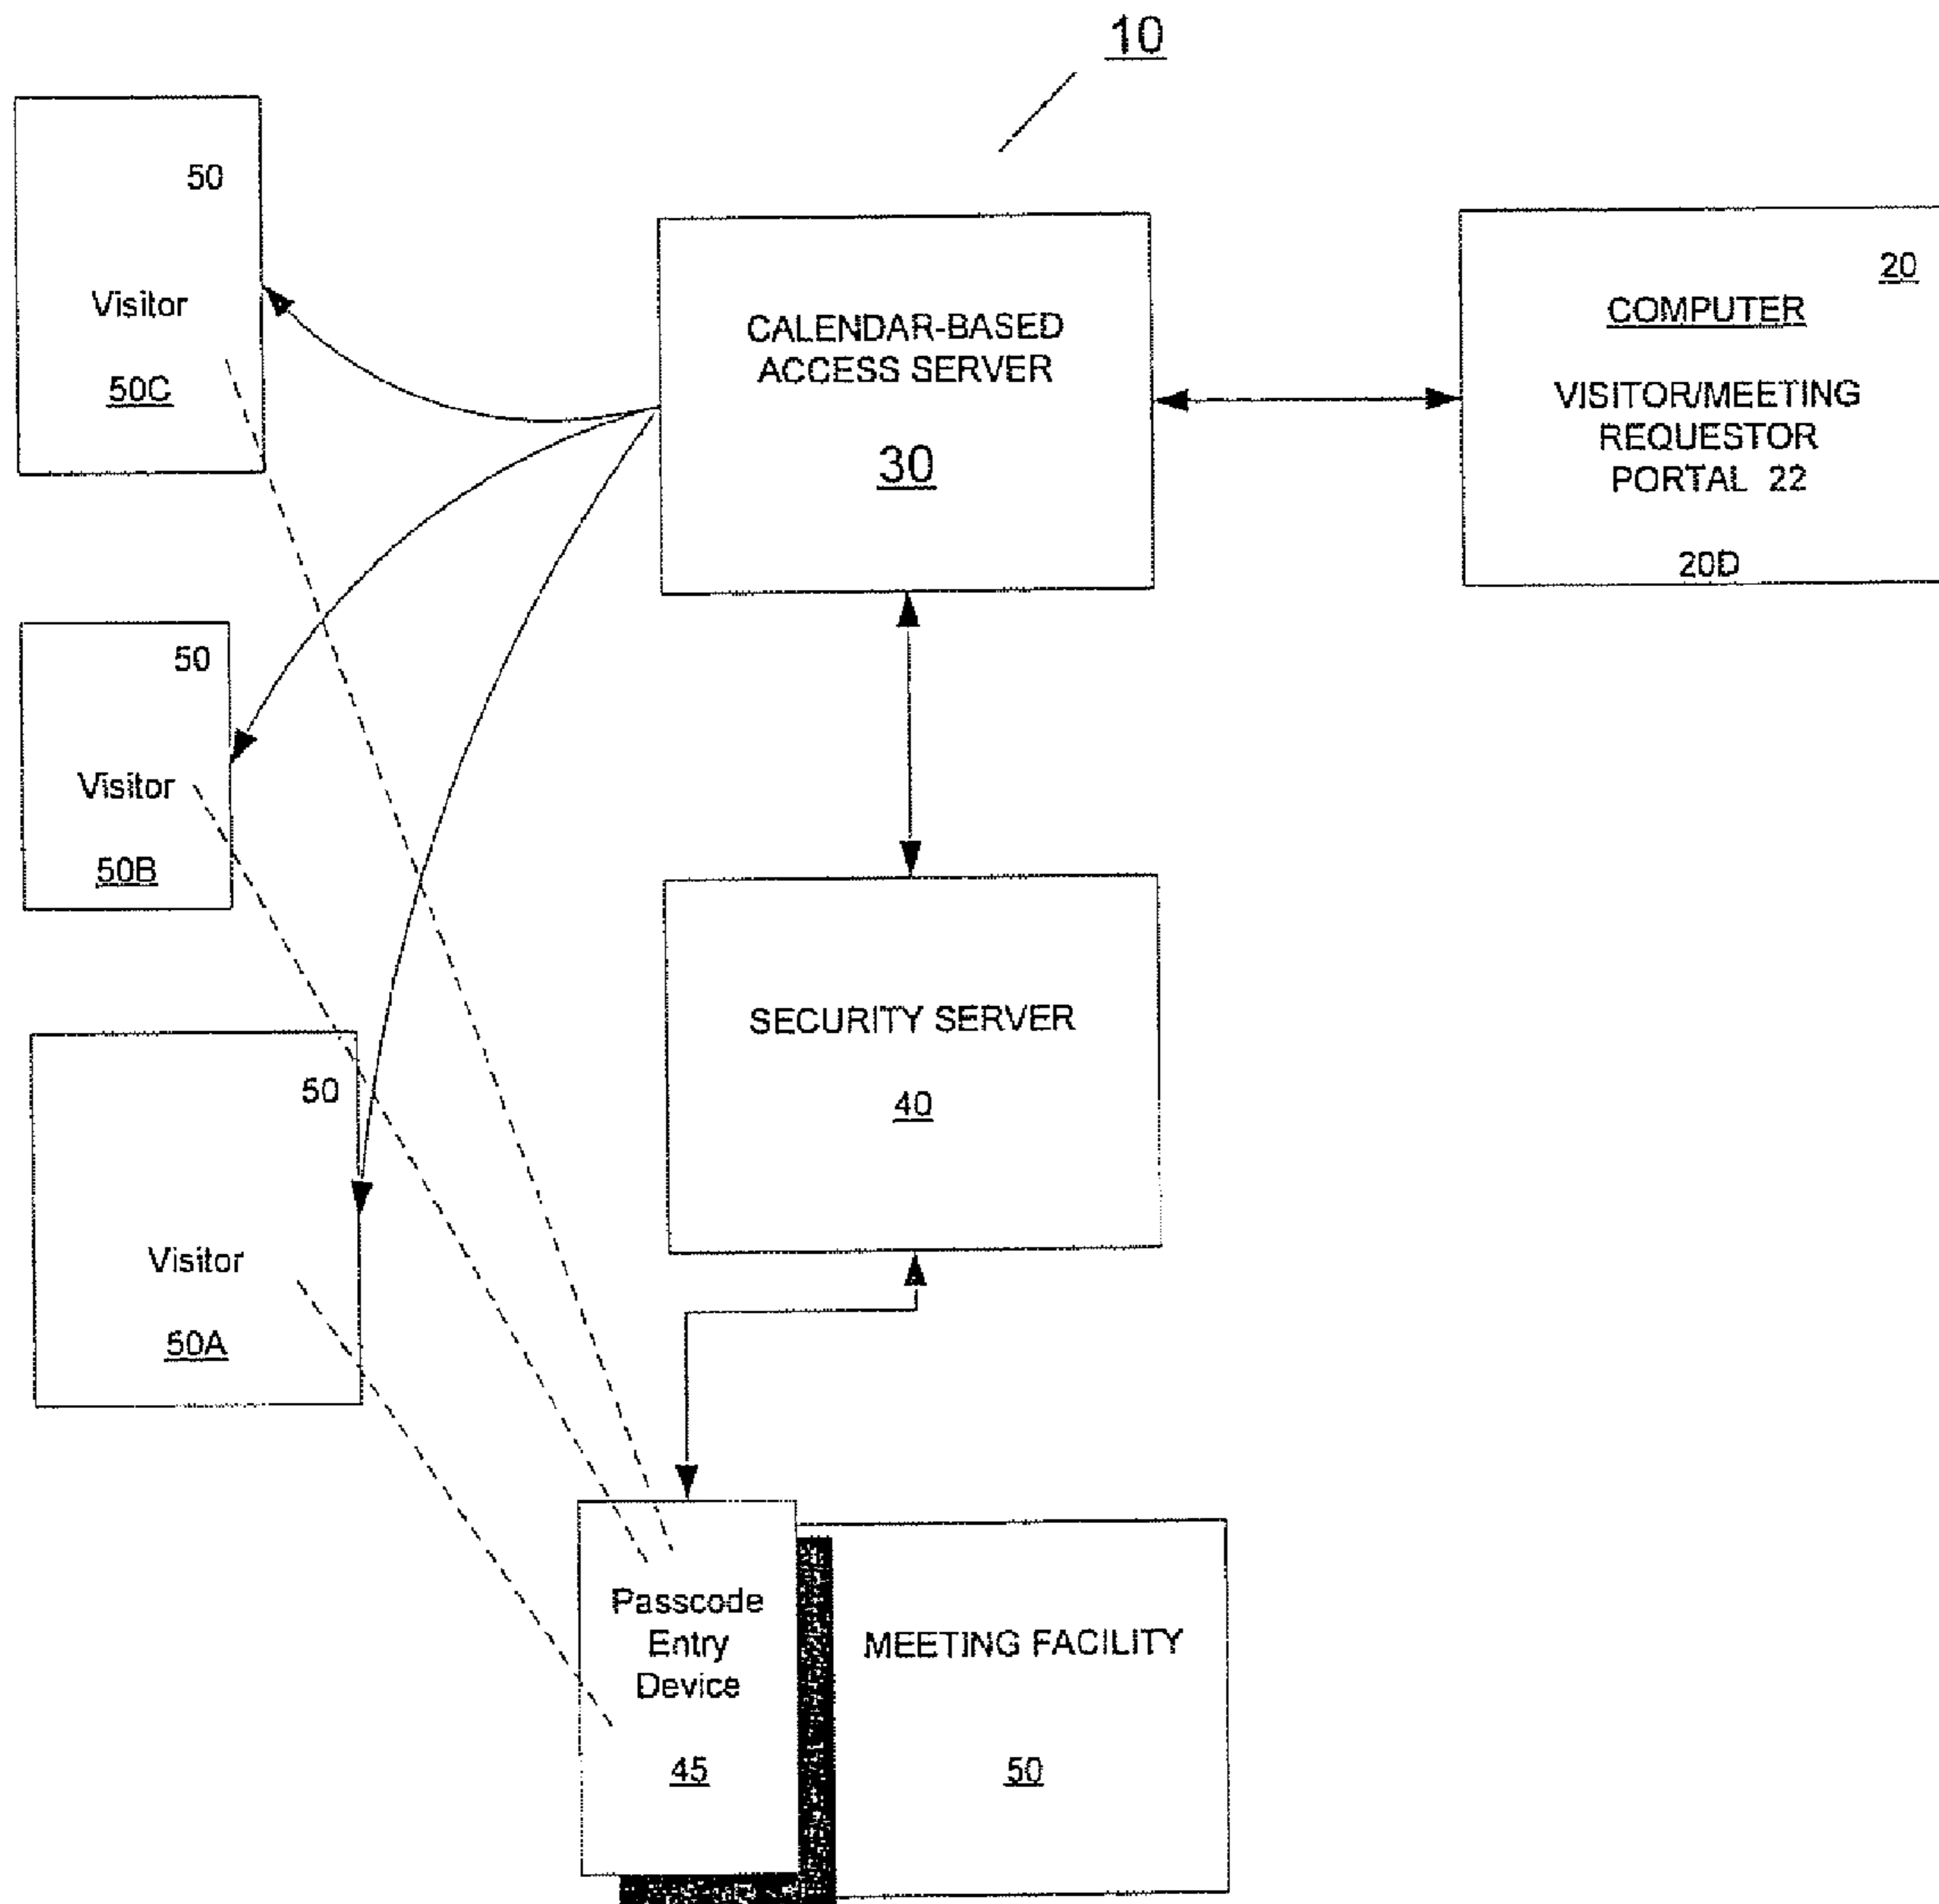 10
50
Visitor
50C
CALENDAR-BASED
ACCESS SERVER
30
20
COMPUTER
VISITOR/MEETING
REQUESTOR
PORTAL 22
20D
50
Visitor
50B
SECURITY SERVER
40
50
Visitor
50A
Passcode
Entry
Device
45
MEETING FACILITY
50